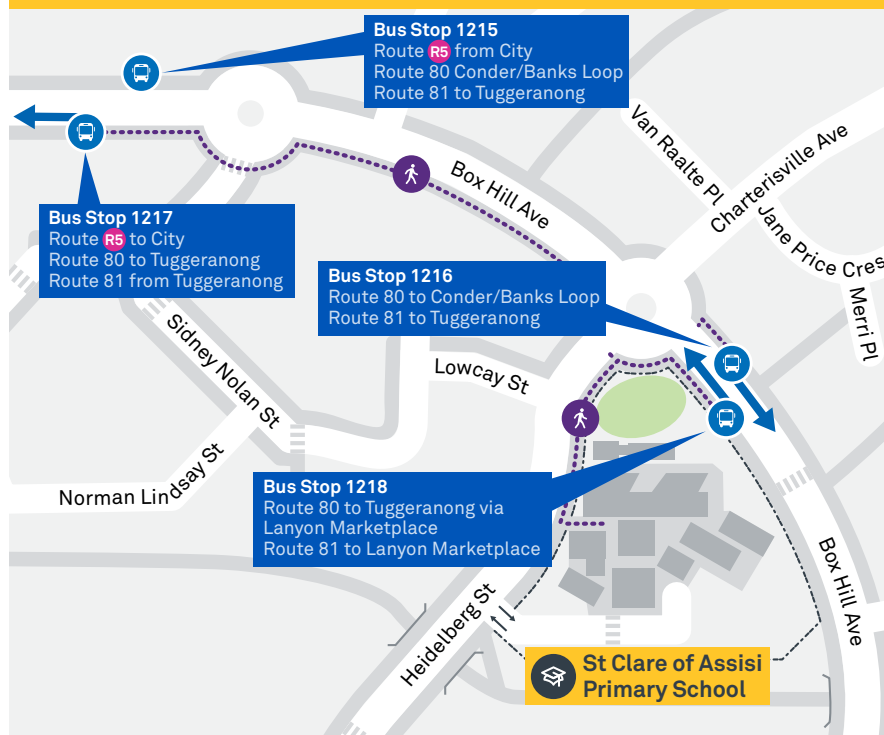 Bus Stop 1215
Route R5 from City
Route 80 Conder/Banks Loop
Route 81 to Tuggeranong
Van Raalte Pl
Charterisville Ave
Box Hill Ave
Jane Price Cres
Merri Pl
Bus Stop 1217
Route R5 to City
Route 80 to Tuggeranong
Route 81 from Tuggeranong
Bus Stop 1216
Route 80 to Conder/Banks Loop
Route 81 to Tuggeranong
Sidney Nolan St
Lowcay St
Norman Lindsay St
Bus Stop 1218
Route 80 to Tuggeranong via
Lanyon Marketplace
Route 81 to Lanyon Marketplace
Box Hill Ave
Heidelberg St
St Clare of Assisi
Primary School